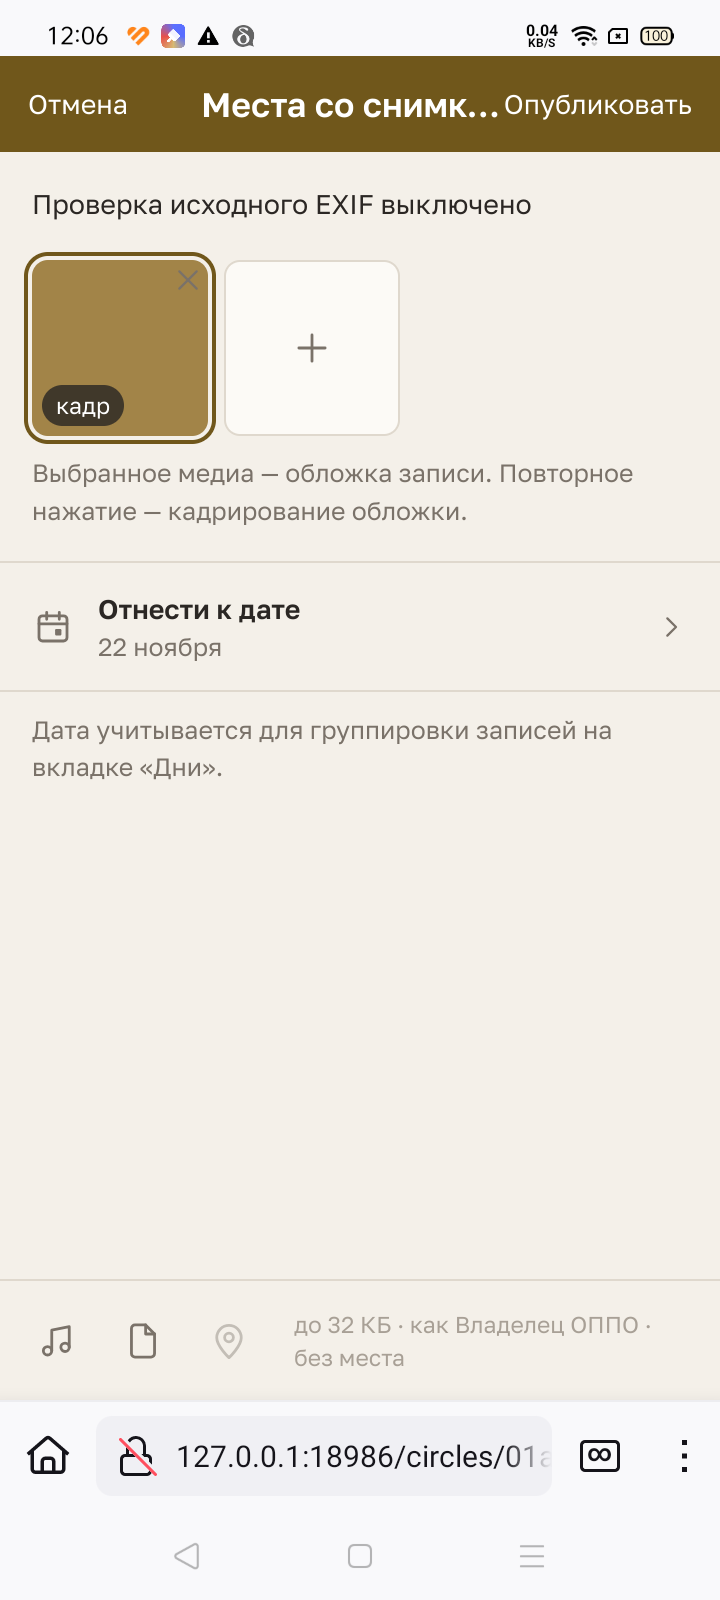 12:06
0.04
KB/S
100
Отмена
Места со снимк...
Опубликовать
Проверка исходного EXIF выключено
кадр
Выбранное медиа — обложка записи. Повторное
нажатие — кадрирование обложки.
Отнести к дате
22 ноября
Дата учитывается для группировки записей на
вкладке «Дни».
до 32 КБ · как Владелец ОППО ·
без места
127.0.0.1:18986/circles/01a